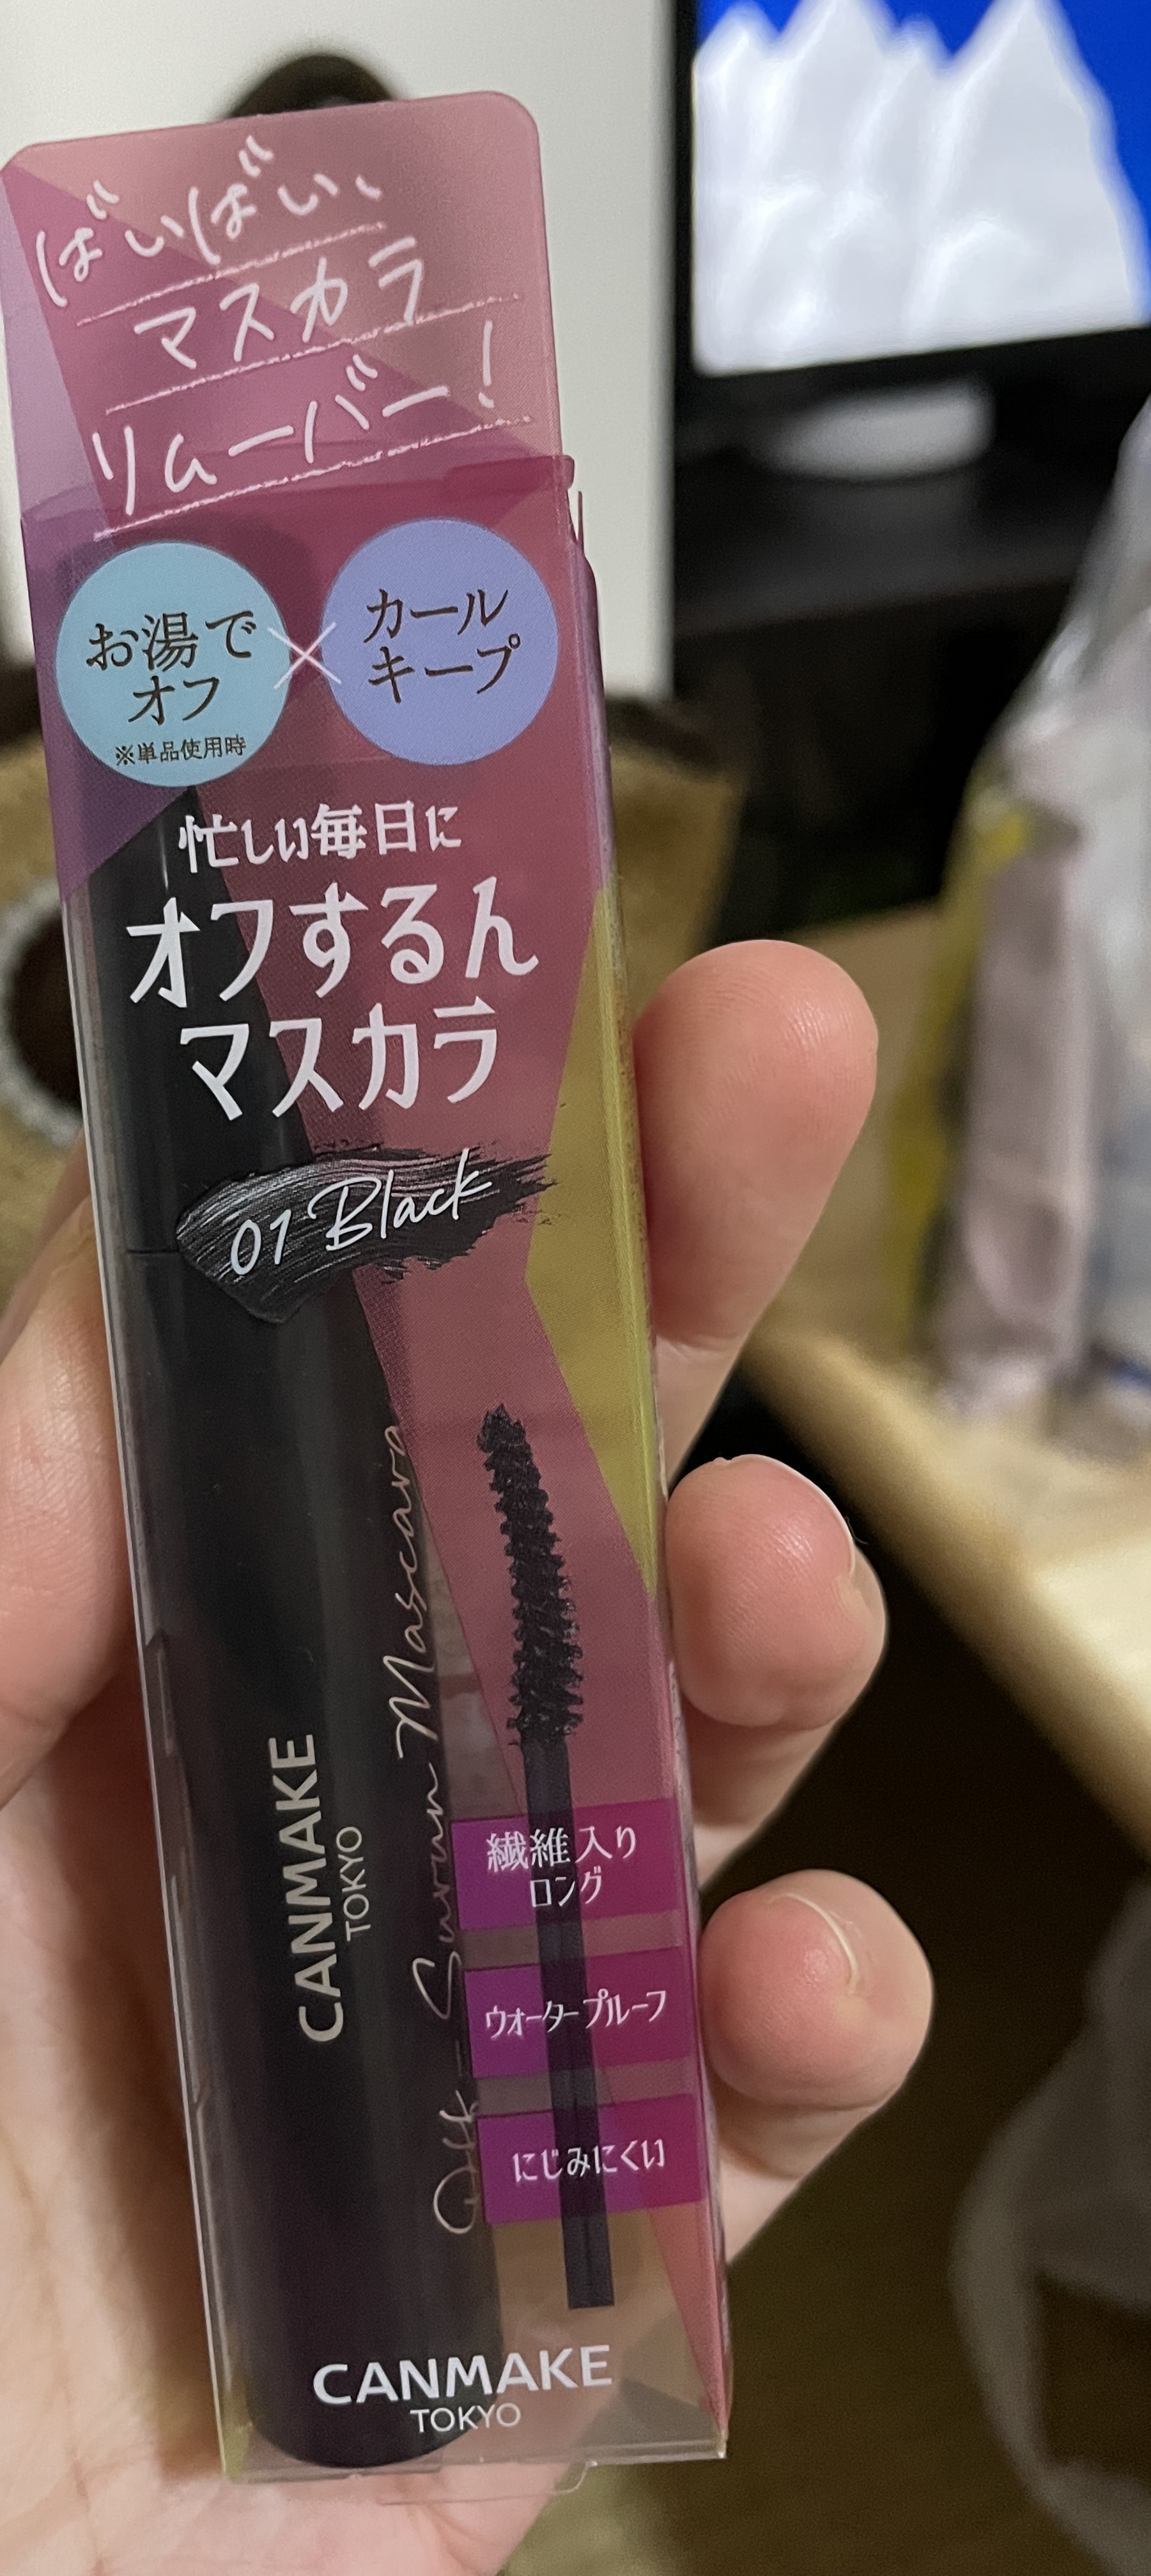 ばいばい、
マスカラ
リムーバー!
お湯で
オフ
※単品使用時
×
カール
キープ
忙しい毎日に
オフするん
マスカラ
01 Black
Off-Suruun Mascara
CANMAKE
TOKYO
繊維入り
ロング
ウォータープルーフ
にじみにくい
CANMAKE
TOKYO